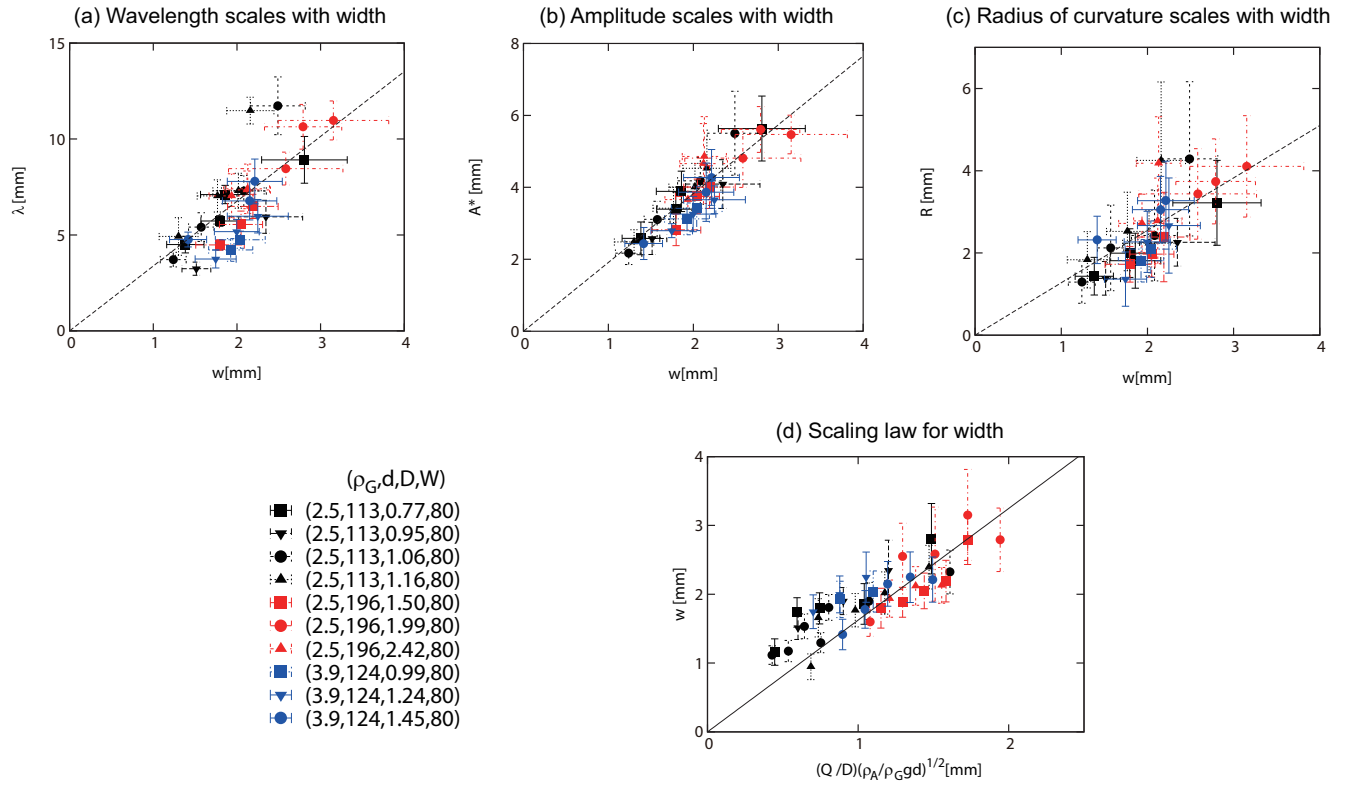 (a) Wavelength scales with width
(b) Amplitude scales with width
(c) Radius of curvature scales with width
15
10
5
0
λ [mm]
0 1 2 3 4
w[mm]
8
6
4
2
0
A* [mm]
0 1 2 3 4
w[mm]
6
4
2
0
R [mm]
0 1 2 3 4
w[mm]
(ρG,d,D,W)
(2.5,113,0.77,80)
(2.5,113,0.95,80)
(2.5,113,1.06,80)
(2.5,113,1.16,80)
(2.5,196,1.50,80)
(2.5,196,1.99,80)
(2.5,196,2.42,80)
(3.9,124,0.99,80)
(3.9,124,1.24,80)
(3.9,124,1.45,80)
(d) Scaling law for width
4
3
2
1
0
w [mm]
0 1 2
(Q /D)(ρA/ρGgd)1/2[mm]